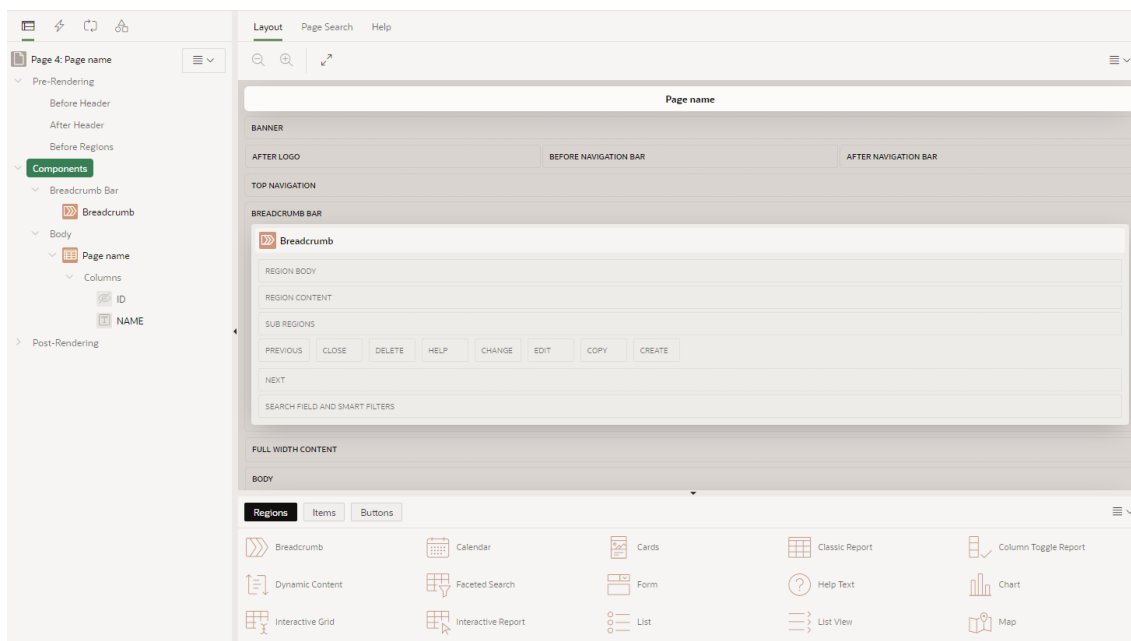 Layout Page Search Help
Page 4: Page name
Pre-Rendering
Before Header
After Header
Before Regions
Components
Breadcrumb Bar
Breadcrumb
Body
Page name
Columns
ID
NAME
Post-Rendering
Page name
BANNER
AFTER LOGO BEFORE NAVIGATION BAR AFTER NAVIGATION BAR
TOP NAVIGATION
BREADCRUMB BAR
Breadcrumb
REGION BODY
REGION CONTENT
SUB REGIONS
PREVIOUS CLOSE DELETE HELP CHANGE EDIT COPY CREATE
NEXT
SEARCH FIELD AND SMART FILTERS
FULL WIDTH CONTENT
BODY
Regions Items Buttons
Breadcrumb Calendar Cards Classic Report Column Toggle Report
Dynamic Content Faceted Search Form Help Text Chart
Interactive Grid Interactive Report List List View Map